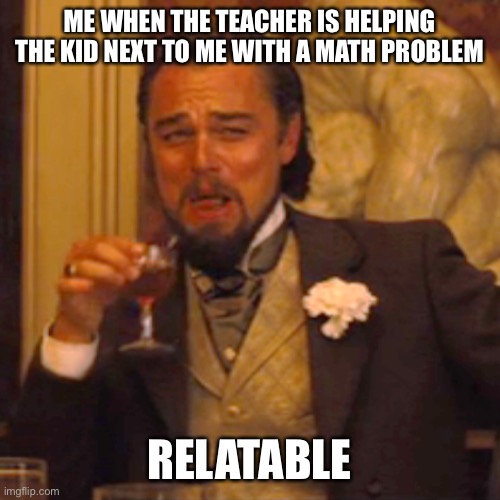 ME WHEN THE TEACHER IS HELPING
THE KID NEXT TO ME WITH A MATH PROBLEM
RELATABLE
imgflip.com